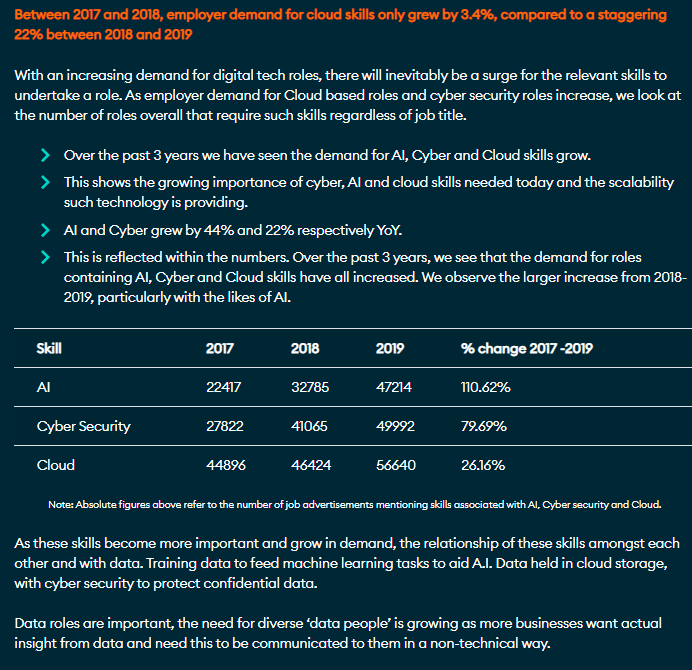 Between 2017 and 2018, employer demand for cloud skills only grew by 3.4%, compared to a staggering
22% between 2018 and 2019
With an increasing demand for digital tech roles, there will inevitably be a surge for the relevant skills to
undertake a role. As employer demand for Cloud based roles and cyber security roles increase, we look at
the number of roles overall that require such skills regardless of job title.
Over the past 3 years we have seen the demand for AI, Cyber and Cloud skills grow.
This shows the growing importance of cyber, AI and cloud skills needed today and the scalability
such technology is providing.
AI and Cyber grew by 44% and 22% respectively YoY.
This is reflected within the numbers. Over the past 3 years, we see that the demand for roles
containing AI, Cyber and Cloud skills have all increased. We observe the larger increase from 2018-
2019, particularly with the likes of AI.
Skill 2017 2018 2019 % change 2017 -2019
AI 22417 32785 47214 110.62%
Cyber Security 27822 41065 49992 79.69%
Cloud 44896 46424 56640 26.16%
Note: Absolute figures above refer to the number of job advertisements mentioning skills associated with AI, Cyber security and Cloud.
As these skills become more important and grow in demand, the relationship of these skills amongst each
other and with data. Training data to feed machine learning tasks to aid A.I. Data held in cloud storage,
with cyber security to protect confidential data.
Data roles are important, the need for diverse ‘data people’ is growing as more businesses want actual
insight from data and need this to be communicated to them in a non-technical way.